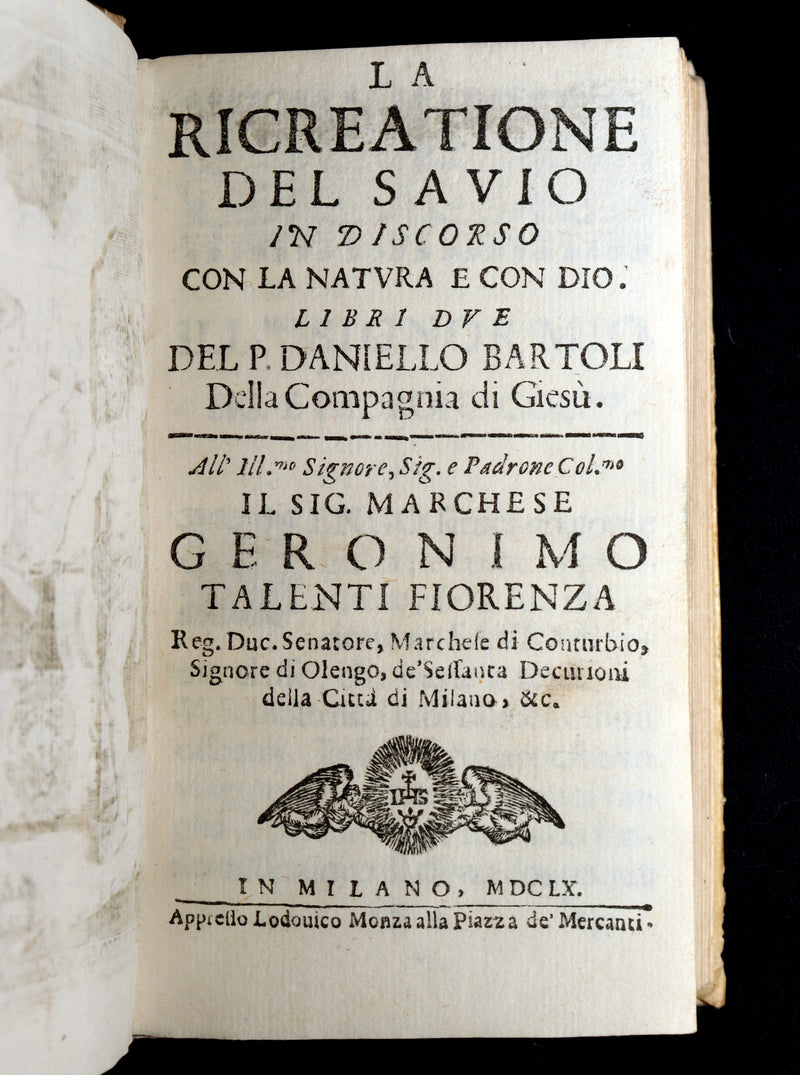 LA
RICREATIONE
DEL SAVIO
IN DISCORSO
CON LA NATVRA E CON DIO.
LIBRI DVE
DEL P. DANIELLO BARTOLI
Della Compagnia di Giesù.
All' Ill.mo Signore, Sig. e Padrone Col.mo
IL SIG. MARCHESE
GERONIMO
TALENTI FIORENZA
Reg. Duc. Senatore, Marcheſe di Conturbio,
Signore di Olengo, de' Seſſanta Decurioni
della Città di Milano, &c.
IHS
IN MILANO, MDCLX.
Appreſſo Lodouico Monza alla Piazza de' Mercanti.